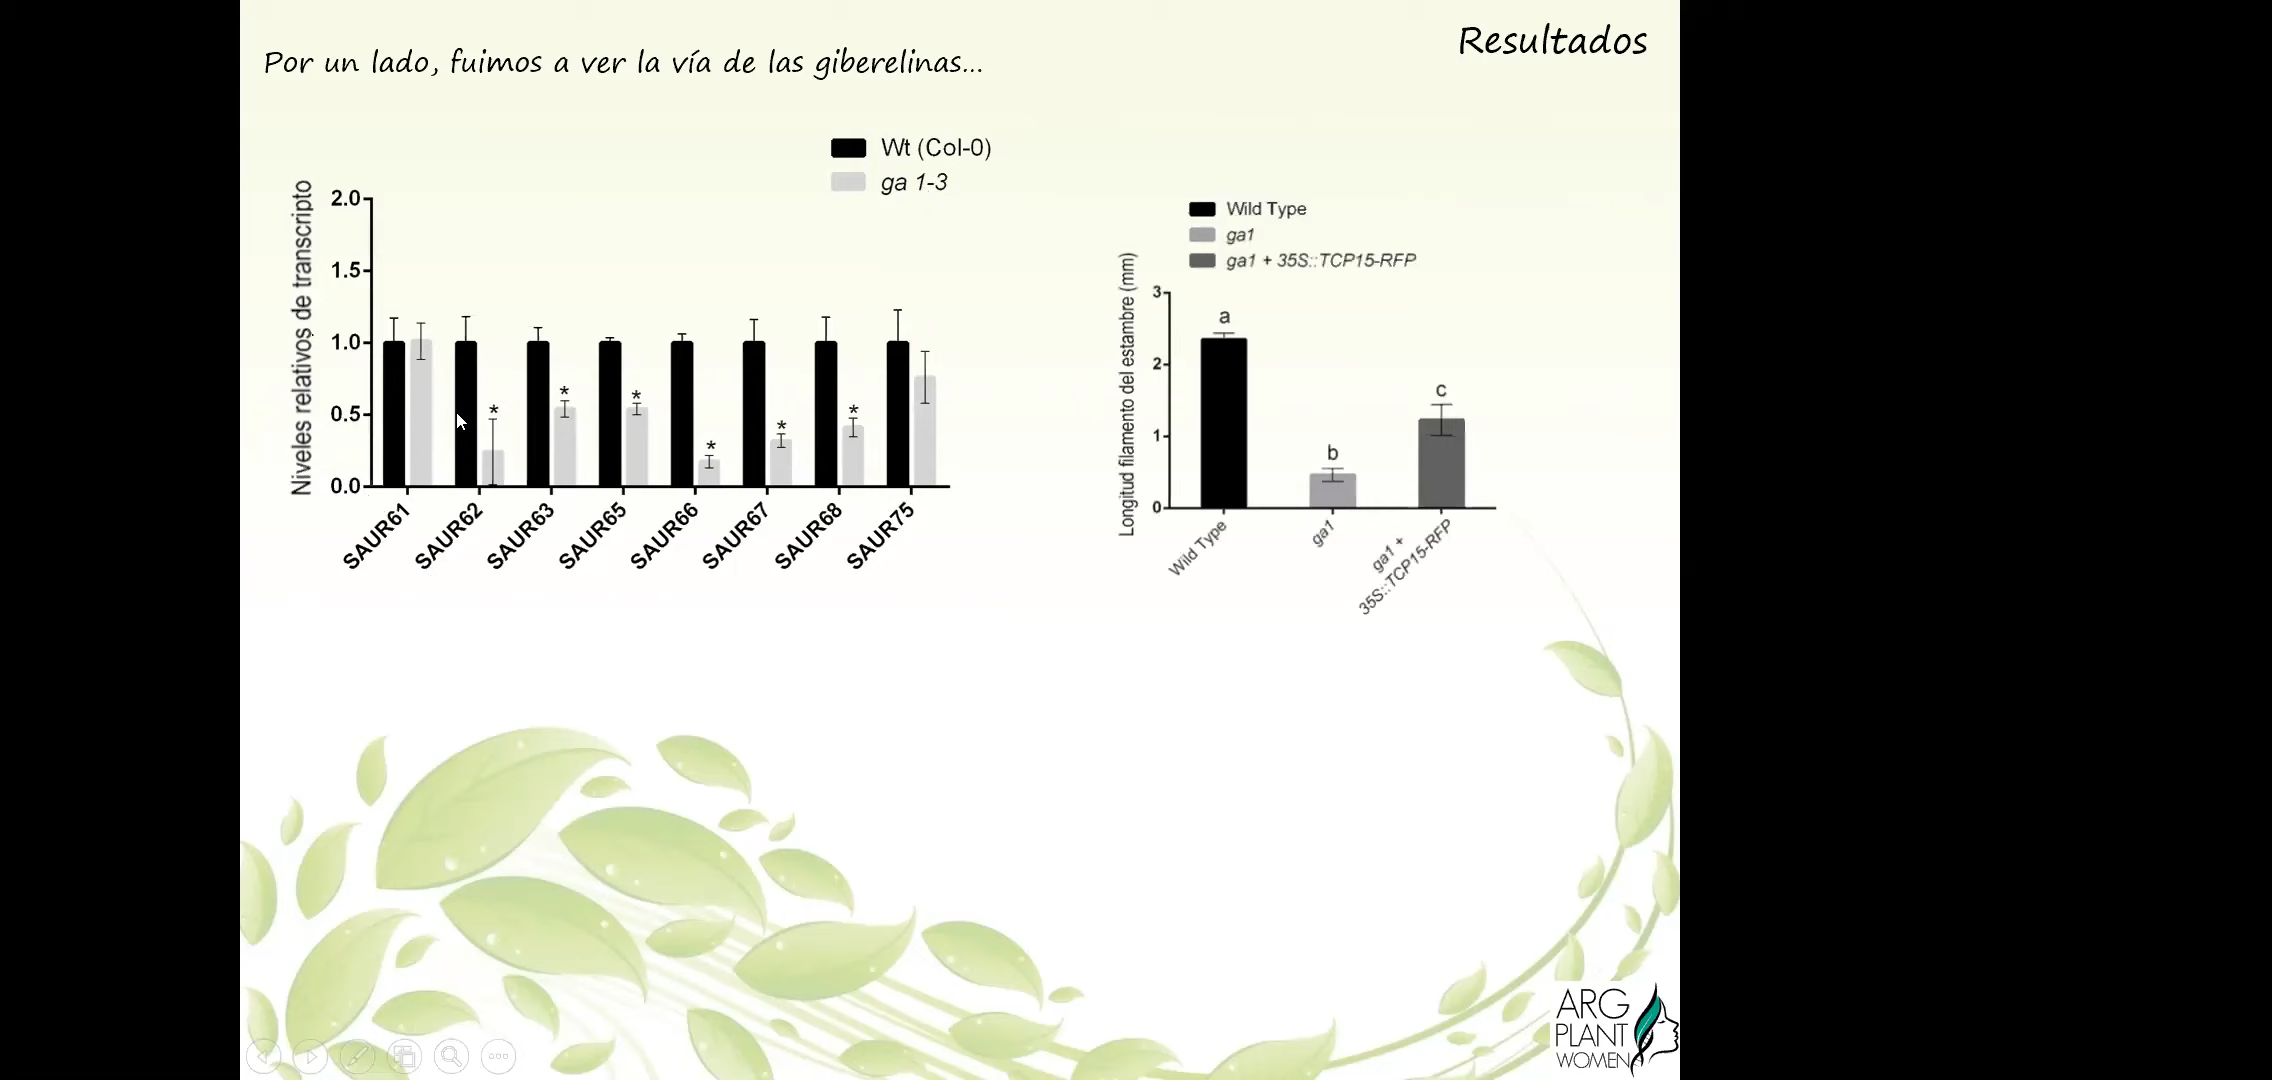 Resultados
Por un lado, fuimos a ver la vía de las giberelinas...
Wt (Col-0)
ga 1-3
Niveles relativos de transcripto
2.0
1.5
1.0
0.5
0.0
* * * * * *
SAUR61
SAUR62
SAUR63
SAUR65
SAUR66
SAUR67
SAUR68
SAUR75
Wild Type
ga1
ga1 + 35S::TCP15-RFP
Longitud filamento del estambre (mm)
3
2
1
0
a
b
c
Wild Type
ga1
ga1 +
35S::TCP15-RFP
ARG
PLANT
WOMEN